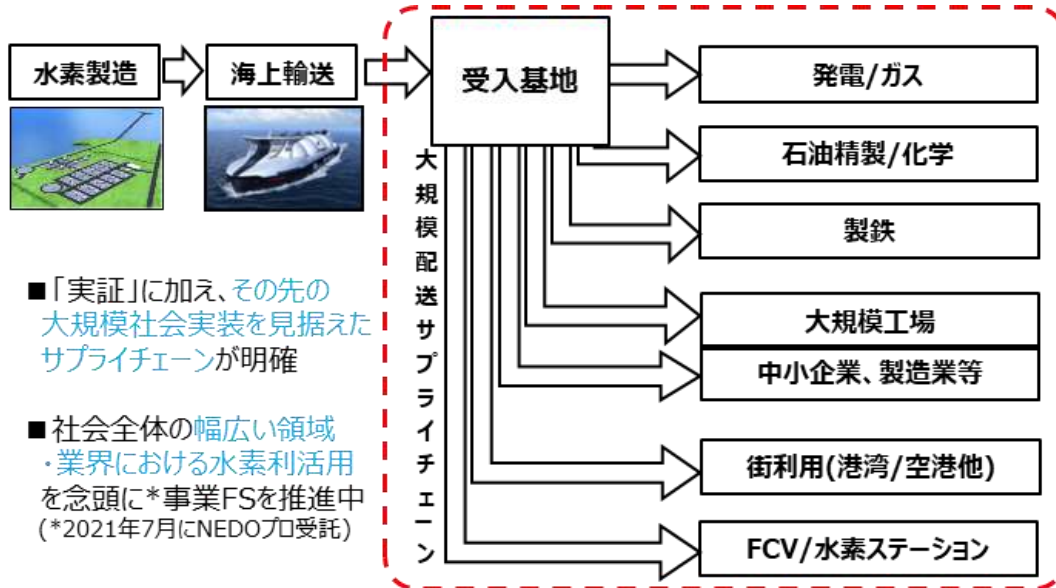 水素製造
海上輸送
受入基地
大規模配送サプライチェーン
発電/ガス
石油精製/化学
製鉄
大規模工場
中小企業、製造業等
街利用(港湾/空港他)
FCV/水素ステーション
■「実証」に加え、その先の
大規模社会実装を見据えた
サプライチェーンが明確
■社会全体の幅広い領域
・業界における水素利活用
を念頭に*事業FSを推進中
(*2021年7月にNEDOプロ受託)